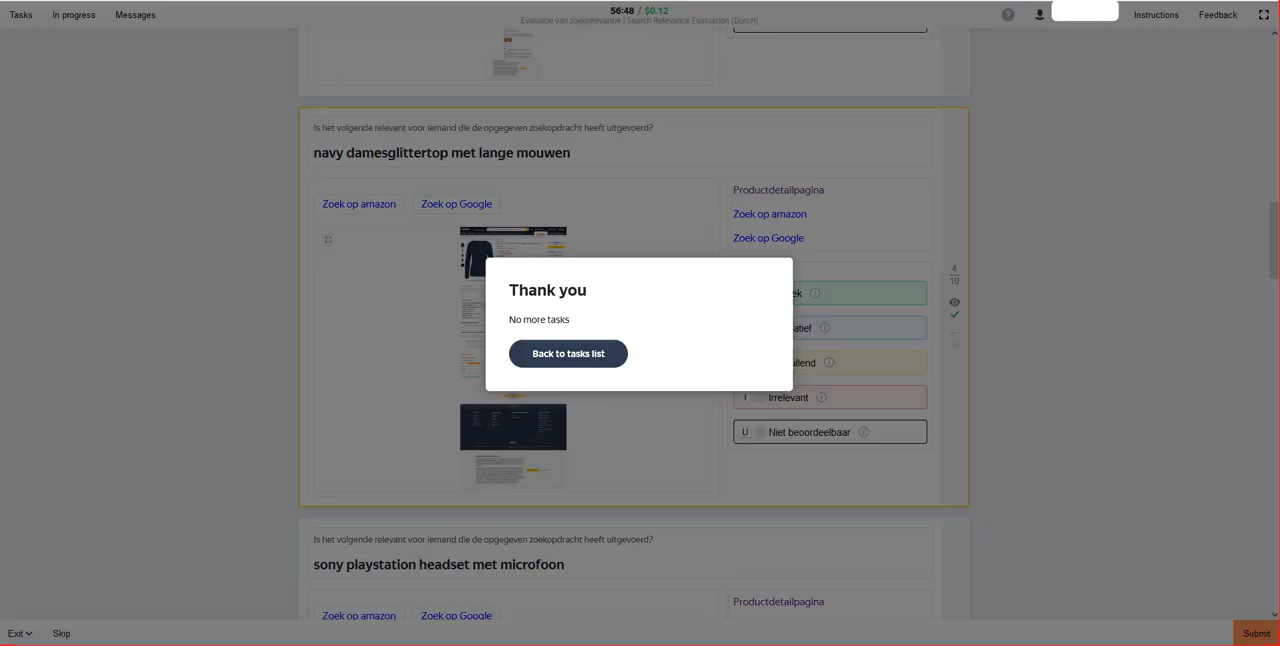 Tasks In progress Messages
56:48 / $0.12
Evaluatie van zoekrelevantie | Search Relevance Evaluation (Dutch)
Instructions Feedback
Is het volgende relevant voor iemand die de opgegeven zoekopdracht heeft uitgevoerd?
navy damesglittertop met lange mouwen
Zoek op amazon Zoek op Google
Productdetailpagina
Zoek op amazon
Zoek op Google
4
10
Thank you
No more tasks
Back to tasks list
ek
atief
llend
I Irrelevant
U Niet beoordeelbaar
Is het volgende relevant voor iemand die de opgegeven zoekopdracht heeft uitgevoerd?
sony playstation headset met microfoon
Zoek op amazon Zoek op Google
Productdetailpagina
Exit Skip
Submit